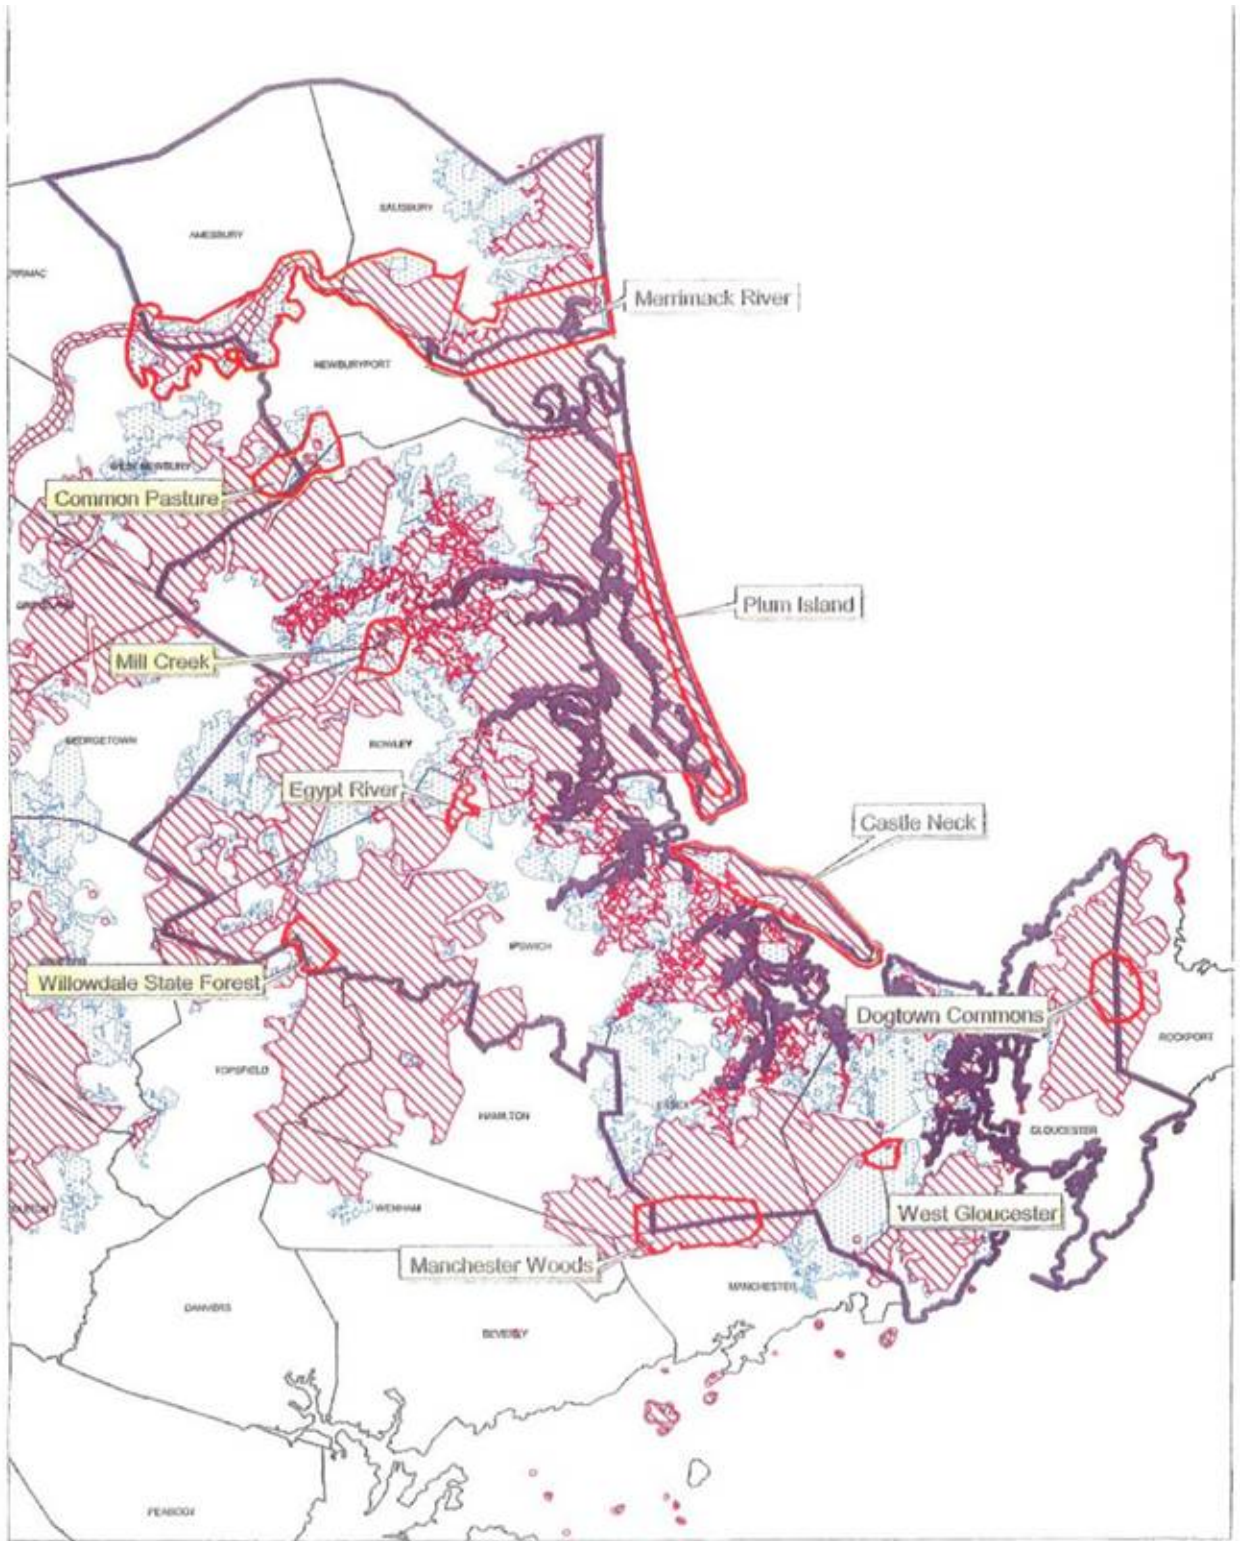 SALISBURY
AMESBURY
Merrimack River
NEWBURYPORT
WEST NEWBURY
Common Pasture
Plum Island
Mill Creek
GEORGETOWN
ROWLEY
Egypt River
Castle Neck
IPSWICH
Willowdale State Forest
Dogtown Commons
ROCKPORT
TOPSFIELD
HAMILTON
ESSEX
GLOUCESTER
WENHAM
West Gloucester
Manchester Woods
MANCHESTER
DANVERS
BEVERLY
PEABODY